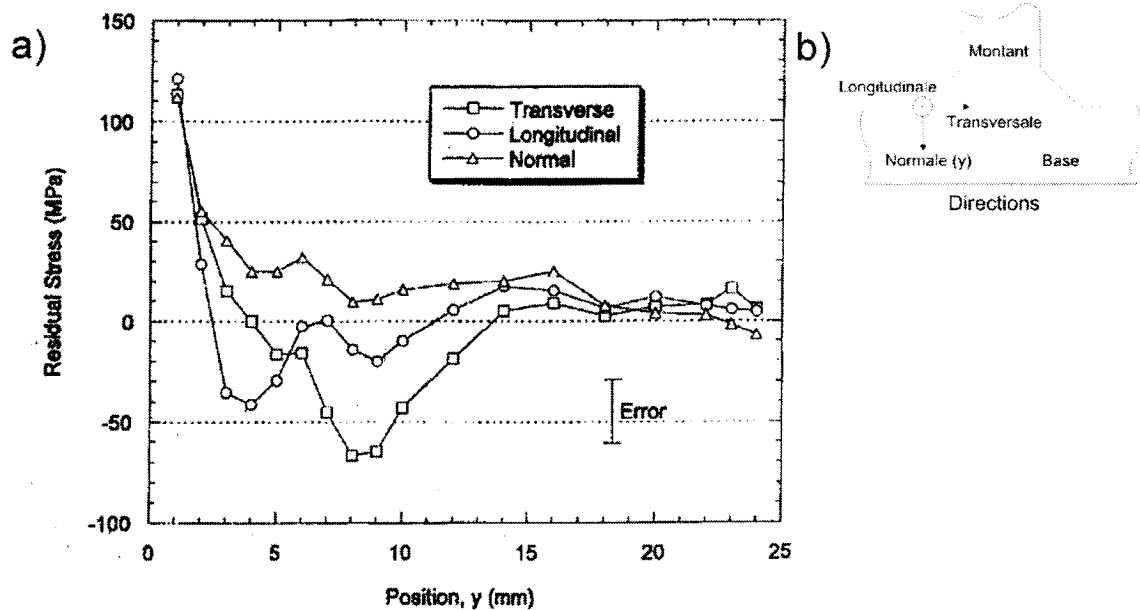 a)
150
100
50
0
-50
-100
Residual Stress (MPa)
Transverse
Longitudinal
Normal
Error
0 5 10 15 20 25
Position, y (mm)
b)
Montant
Longitudinale
Transversale
Normale (y) Base
Directions